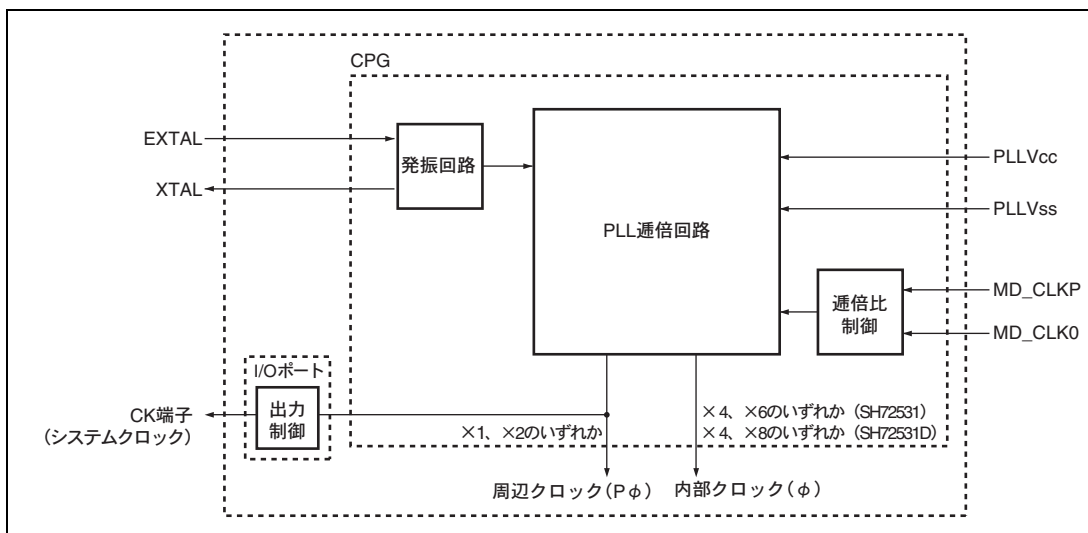 CPG
EXTAL
XTAL
発振回路
PLL逓倍回路
PLLVcc
PLLVss
逓倍比
制御
MD_CLKP
MD_CLK0
I/Oポート
出力
制御
CK端子
(システムクロック)
×1、×2のいずれか
×4、×6のいずれか（SH72531）
×4、×8のいずれか（SH72531D）
周辺クロック(Pφ)
内部クロック(φ)